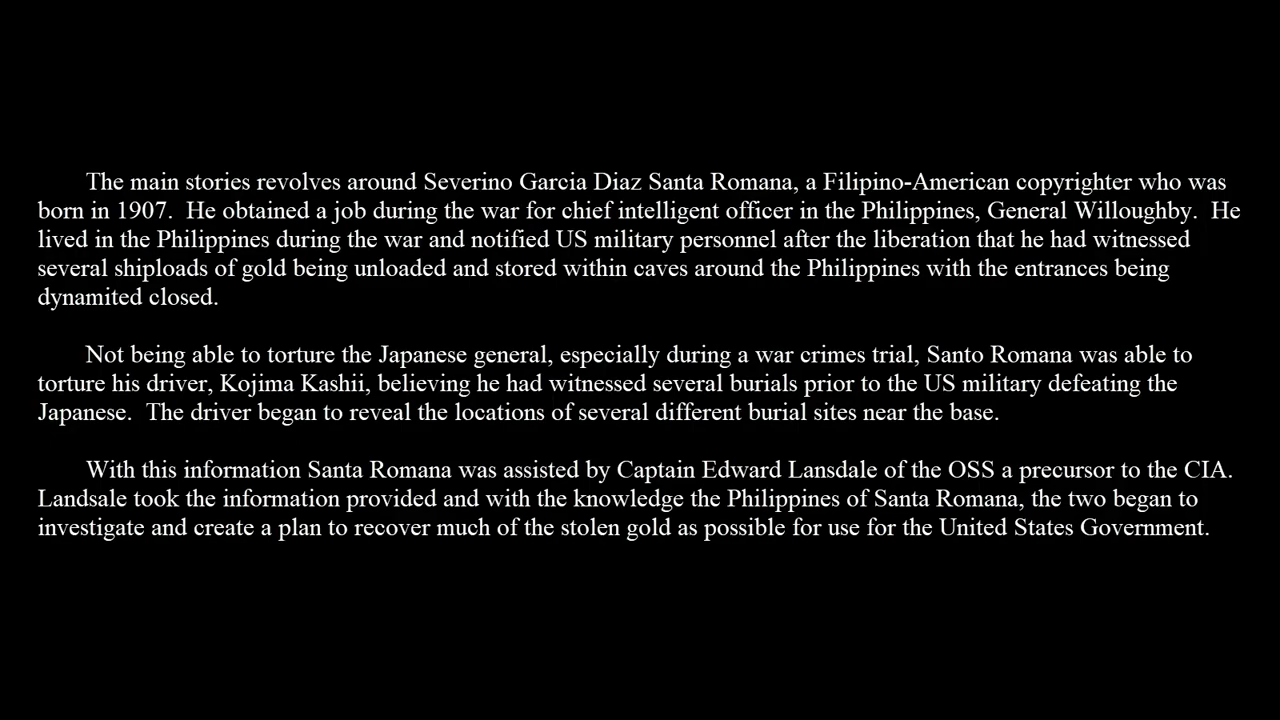 The main stories revolves around Severino Garcia Diaz Santa Romana, a Filipino-American copyrighter who was
born in 1907.  He obtained a job during the war for chief intelligent officer in the Philippines, General Willoughby.  He
lived in the Philippines during the war and notified US military personnel after the liberation that he had witnessed
several shiploads of gold being unloaded and stored within caves around the Philippines with the entrances being
dynamited closed.
Not being able to torture the Japanese general, especially during a war crimes trial, Santo Romana was able to
torture his driver, Kojima Kashii, believing he had witnessed several burials prior to the US military defeating the
Japanese.  The driver began to reveal the locations of several different burial sites near the base.
With this information Santa Romana was assisted by Captain Edward Lansdale of the OSS a precursor to the CIA.
Landsale took the information provided and with the knowledge the Philippines of Santa Romana, the two began to
investigate and create a plan to recover much of the stolen gold as possible for use for the United States Government.